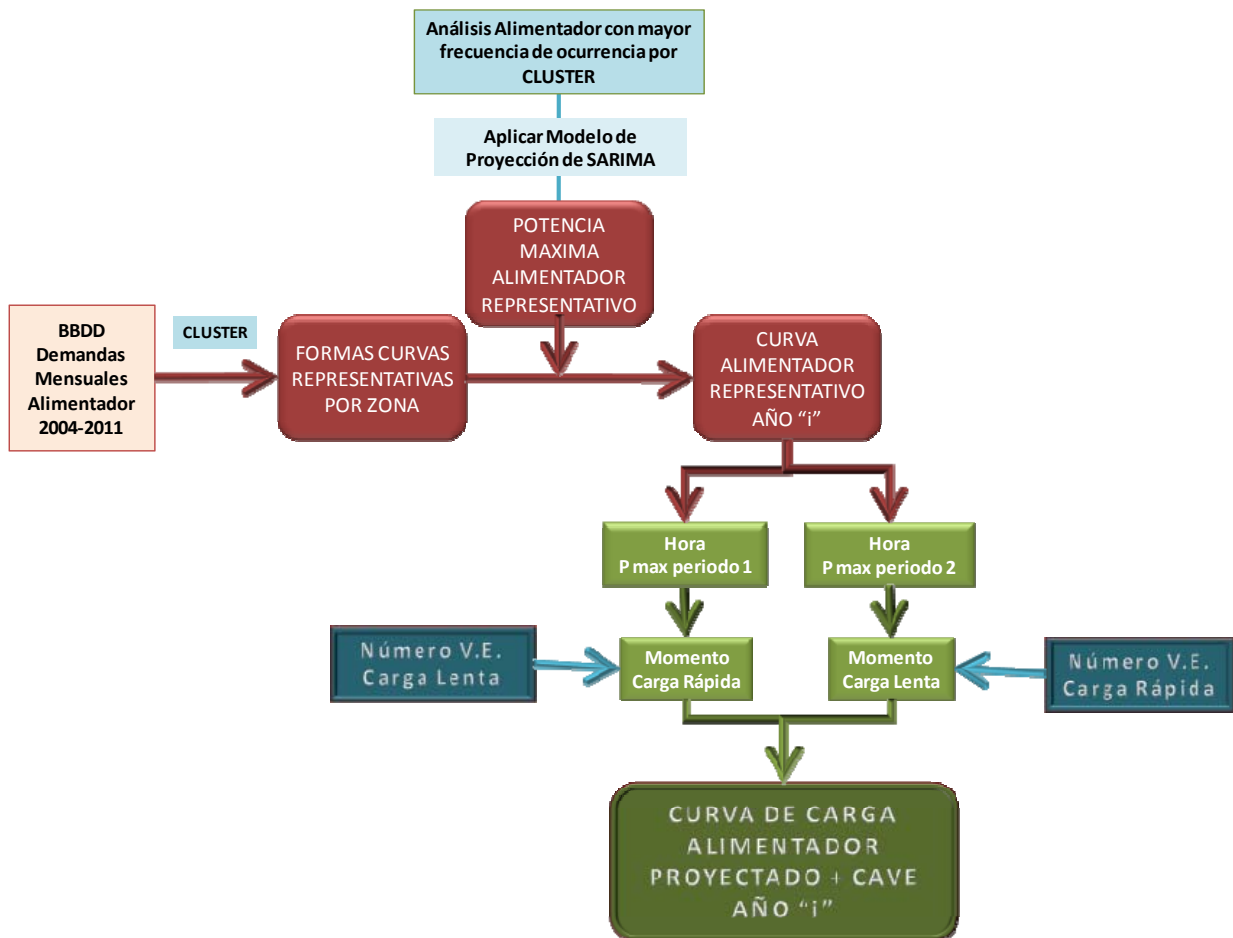 Análisis Alimentador con mayor
frecuencia de ocurrencia por
CLUSTER
Aplicar Modelo de
Proyección de SARIMA
POTENCIA
MAXIMA
ALIMENTADOR
REPRESENTATIVO
BBDD
Demandas
Mensuales
Alimentador
2004-2011
CLUSTER
FORMAS CURVAS
REPRESENTATIVAS
POR ZONA
CURVA
ALIMENTADOR
REPRESENTATIVO
AÑO “i”
Hora
P max periodo 1
Hora
P max periodo 2
Número V.E.
Carga Lenta
Momento
Carga Rápida
Momento
Carga Lenta
Número V.E.
Carga Rápida
CURVA DE CARGA
ALIMENTADOR
PROYECTADO + CAVE
AÑO “i”